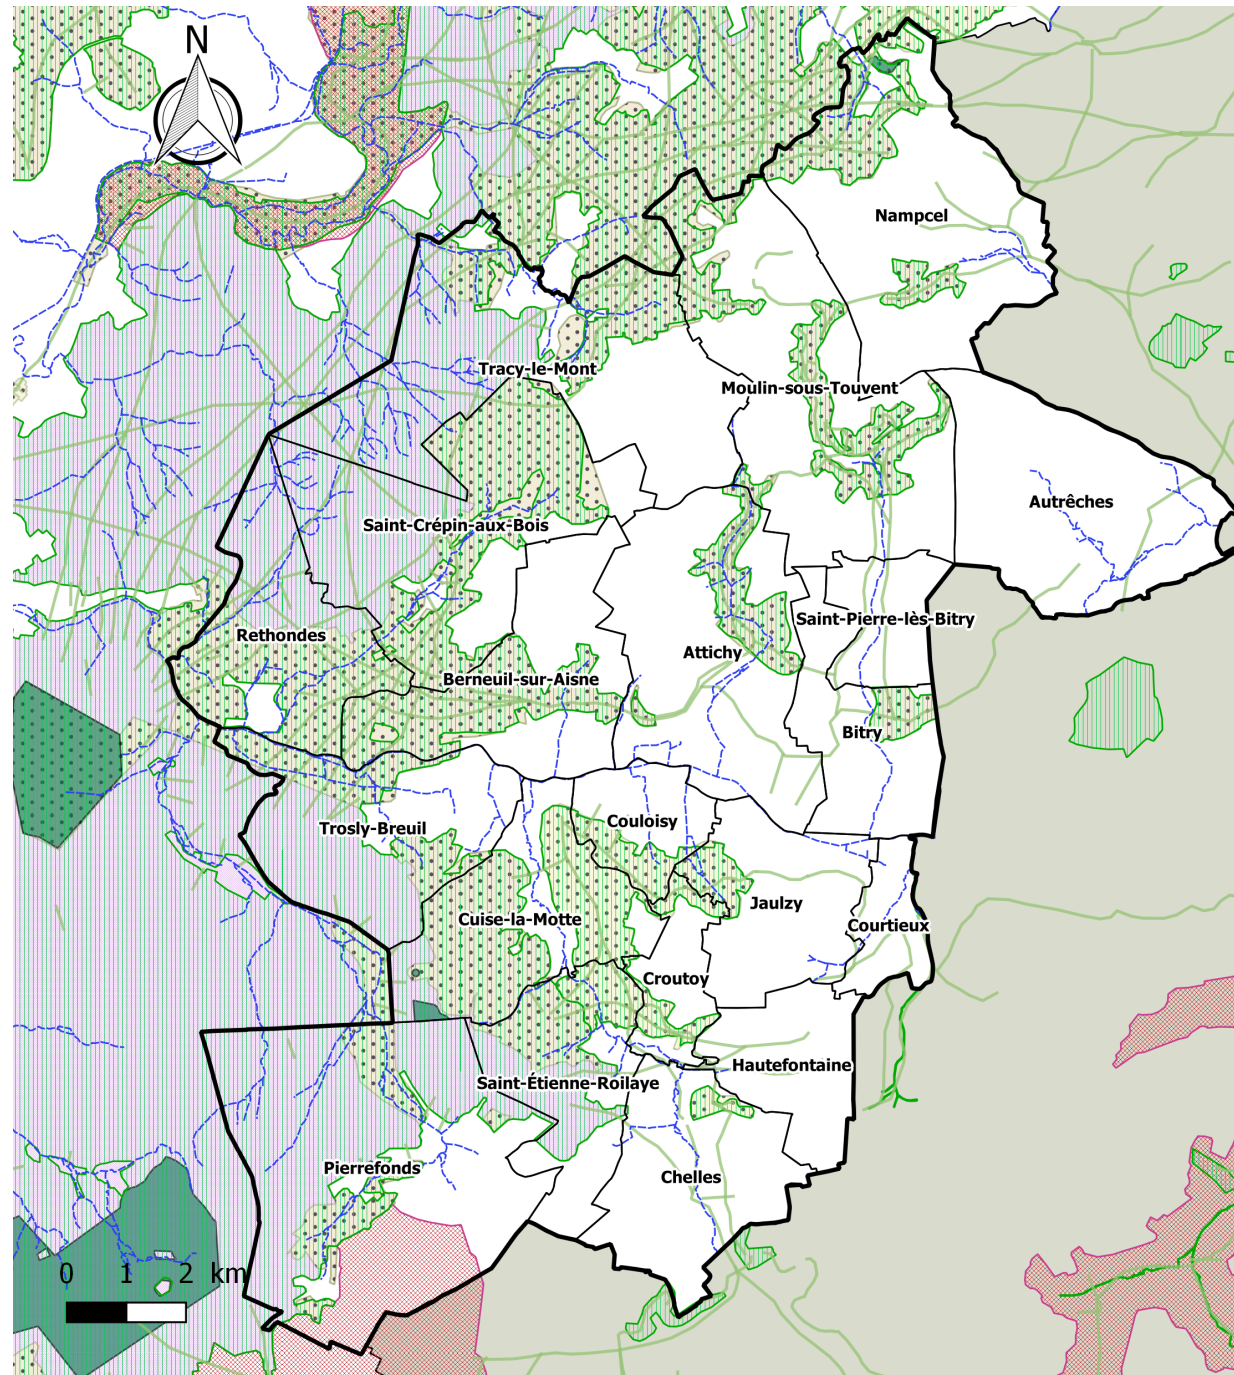 N
Nampcel
Tracy-le-Mont
Moulin-sous-Touvent
Autrêches
Saint-Crépin-aux-Bois
Saint-Pierre-lès-Bitry
Rethondes
Attichy
Berneuil-sur-Aisne
Bitry
Couloisy
Trosly-Breuil
Jaulzy
Cuise-la-Motte
Courtieux
Croutoy
Hautefontaine
Saint-Étienne-Roilaye
Pierrefonds
Chelles
0 1 2 km